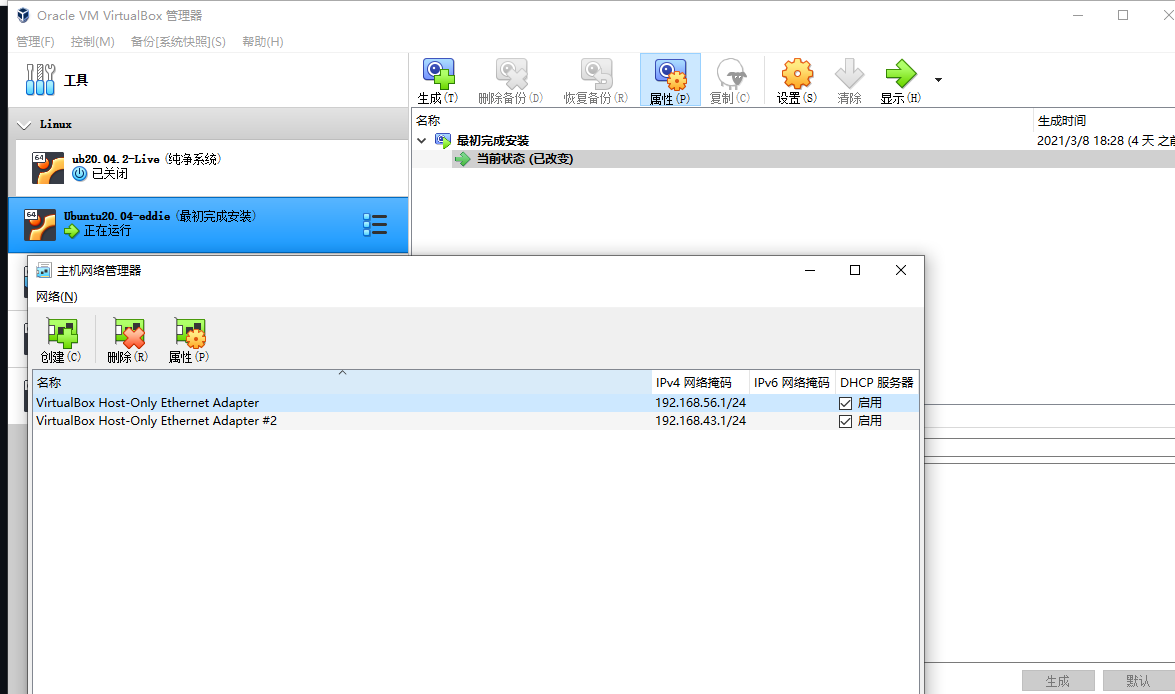 Oracle VM VirtualBox 管理器
管理(F) 控制(M) 备份[系统快照](S) 帮助(H)
工具
生成(T) 删除备份(D) 恢复备份(R) 属性(P) 复制(C) 设置(S) 清除 显示(H)
Linux
名称 生成时间
最初完成安装 2021/3/8 18:28 (4 天 之前
当前状态 (已改变)
64
ub20.04.2-Live (纯净系统)
已关闭
64
Ubuntu20.04-eddie (最初完成安装)
正在运行
主机网络管理器
网络(N)
创建(C) 删除(R) 属性(P)
名称 IPv4 网络掩码 IPv6 网络掩码 DHCP 服务器
VirtualBox Host-Only Ethernet Adapter 192.168.56.1/24 启用
VirtualBox Host-Only Ethernet Adapter #2 192.168.43.1/24 启用
生成 默认